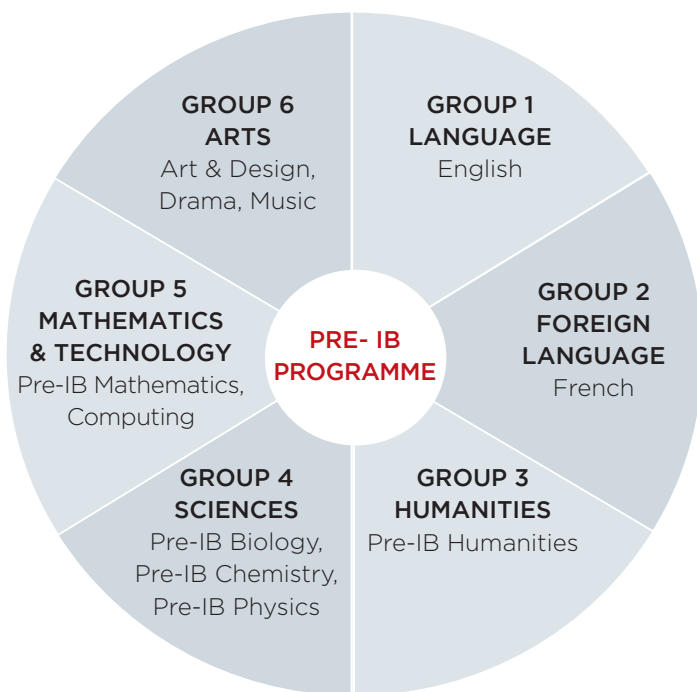 PRE- IB
PROGRAMME
GROUP 1
LANGUAGE
English
GROUP 2
FOREIGN
LANGUAGE
French
GROUP 3
HUMANITIES
Pre-IB Humanities
GROUP 4
SCIENCES
Pre-IB Biology,
Pre-IB Chemistry,
Pre-IB Physics
GROUP 5
MATHEMATICS
& TECHNOLOGY
Pre-IB Mathematics,
Computing
GROUP 6
ARTS
Art & Design,
Drama, Music